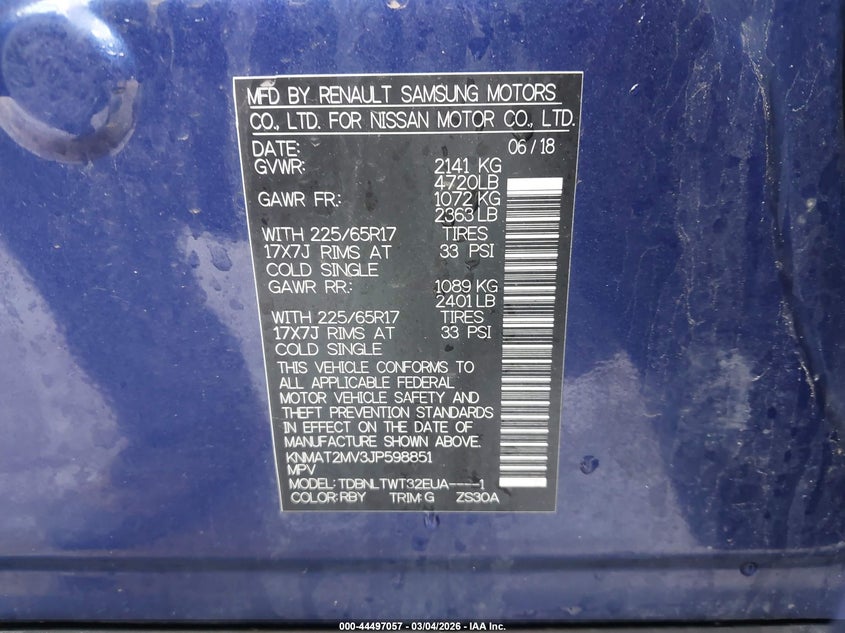 MFD BY RENAULT SAMSUNG MOTORS
CO., LTD. FOR NISSAN MOTOR CO., LTD.
DATE: 06/18
GVWR: 2141 KG
4720LB
GAWR FR.: 1072 KG
2363 LB
WITH 225/65R17 TIRES
17X7J RIMS AT 33 PSI
COLD SINGLE
GAWR RR.: 1089 KG
2401 LB
WITH 225/65R17 TIRES
17X7J RIMS AT 33 PSI
COLD SINGLE
THIS VEHICLE CONFORMS TO
ALL APPLICABLE FEDERAL
MOTOR VEHICLE SAFETY AND
THEFT PREVENTION STANDARDS
IN EFFECT ON THE DATE OF
MANUFACTURE SHOWN ABOVE.
KNMAT2MV3JP598851
MPV
MODEL: TDBNLTWT32EUA----1
COLOR: RBY TRIM: G ZS30A
000-44497057 - 03/04/2026 - IAA Inc.